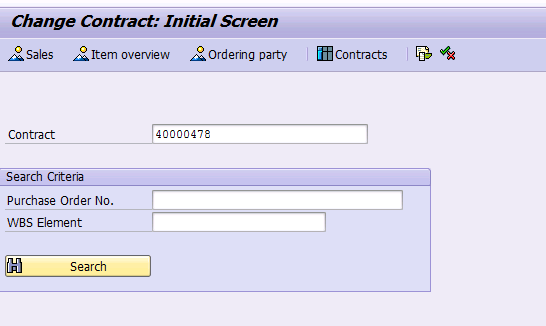 Change Contract: Initial Screen
Sales Item overview Ordering party Contracts
Contract 40000478
Search Criteria
Purchase Order No.
WBS Element
Search